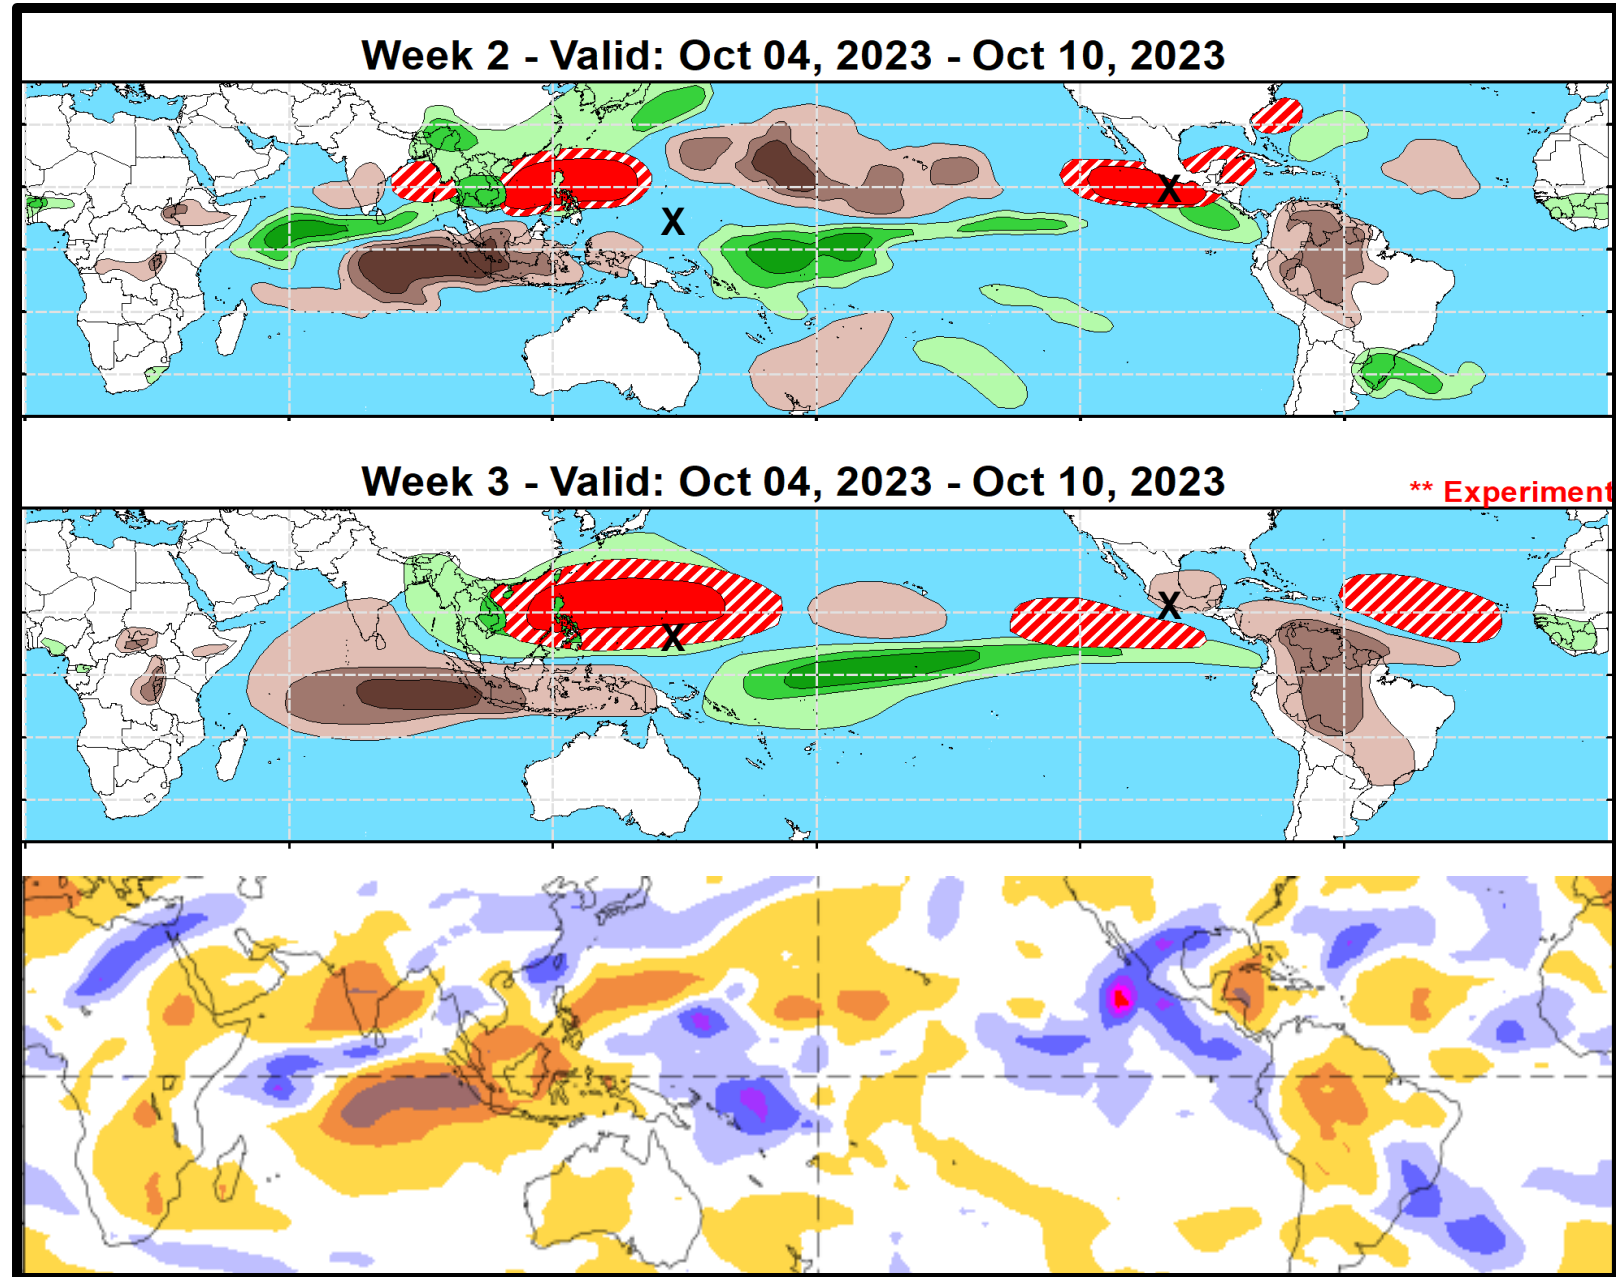 Week 2 - Valid: Oct 04, 2023 - Oct 10, 2023
X
X
Week 3 - Valid: Oct 04, 2023 - Oct 10, 2023
** Experiment
X
X